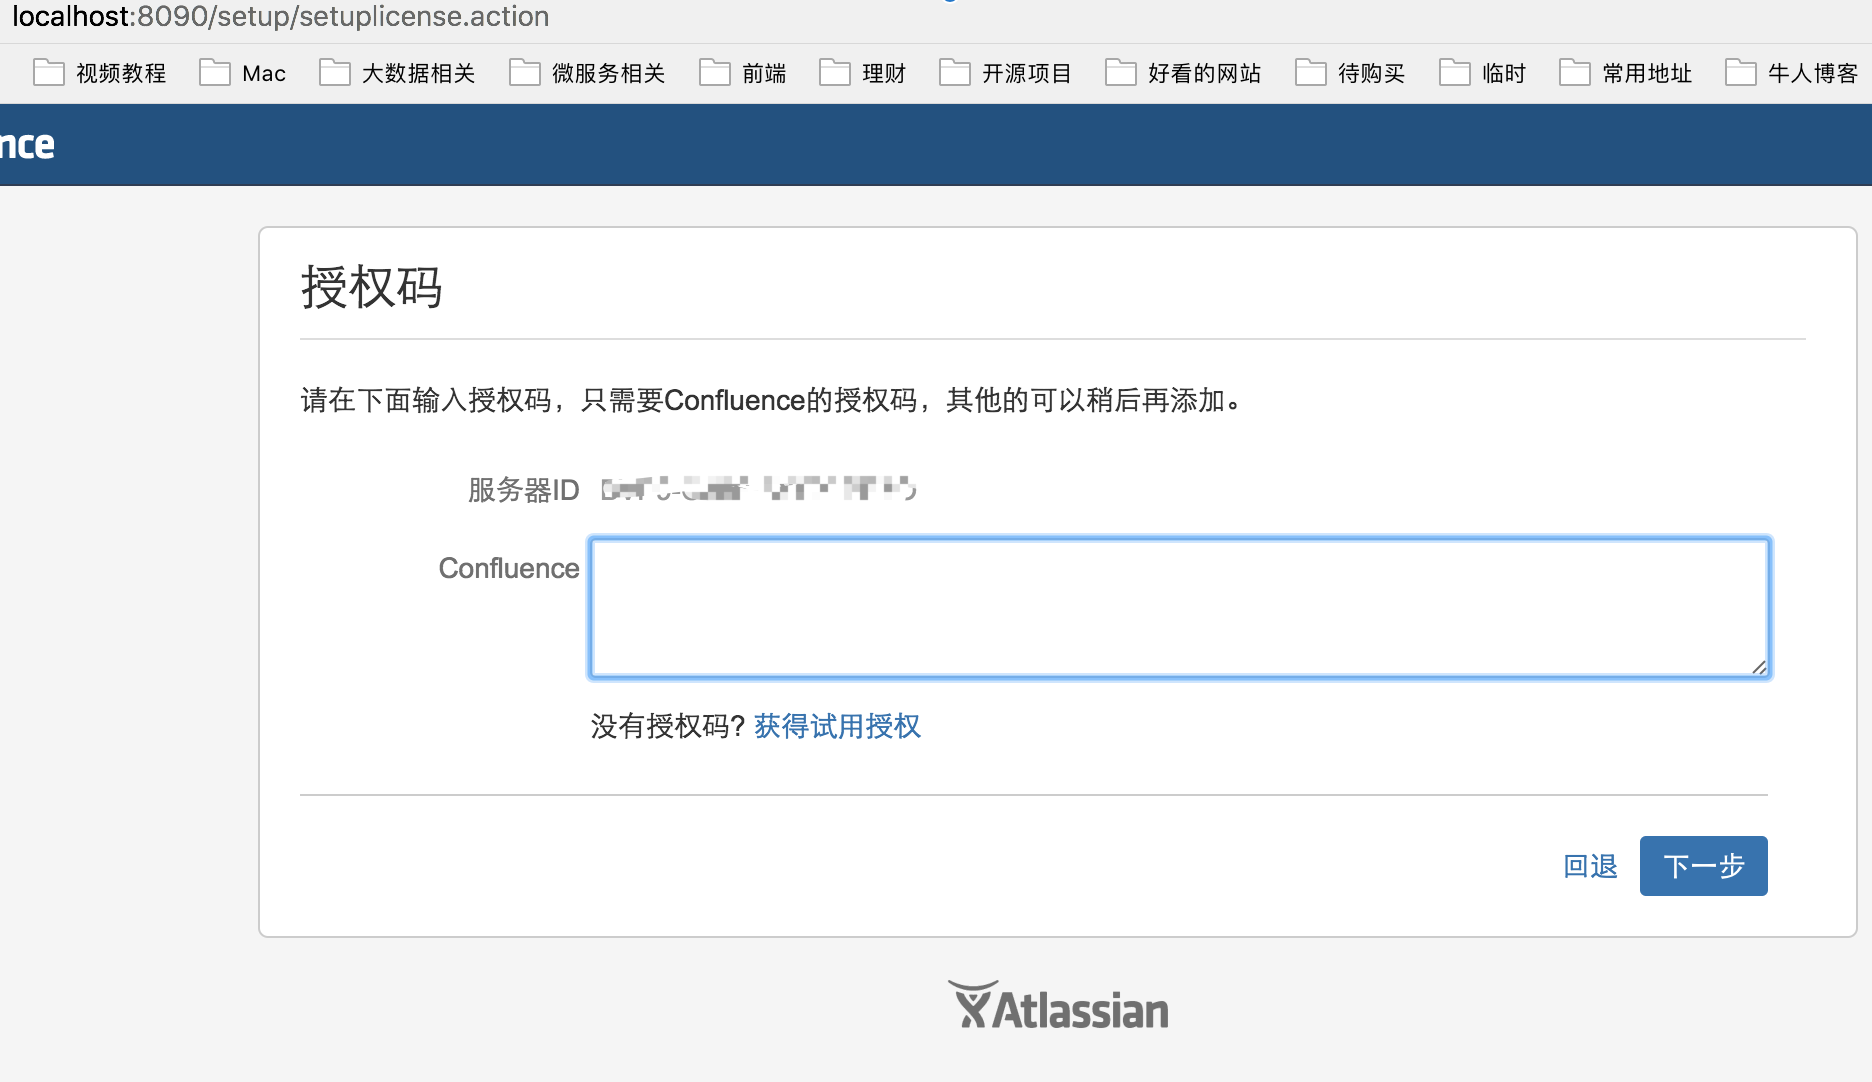 localhost:8090/setup/setuplicense.action
视频教程 Mac 大数据相关 微服务相关 前端 理财 开源项目 好看的网站 待购买 临时 常用地址 牛人博客
nce
授权码
请在下面输入授权码，只需要Confluence的授权码，其他的可以稍后再添加。
服务器ID
Confluence
没有授权码? 获得试用授权
回退 下一步
Atlassian